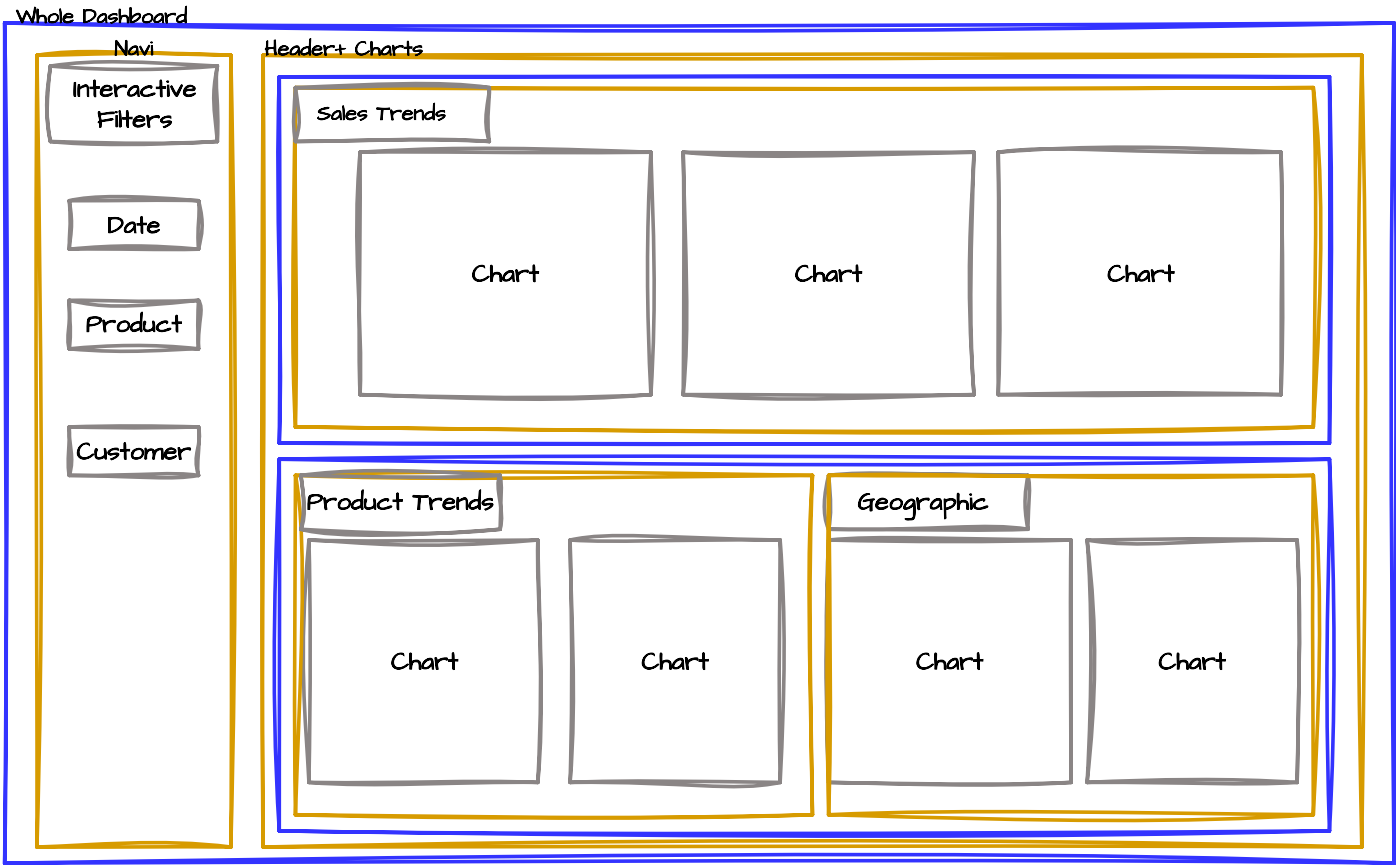 Whole Dashboard
Navi
Interactive
Filters
Date
Product
Customer
Header+ Charts
Sales Trends
Chart
Chart
Chart
Product Trends
Chart
Chart
Geographic
Chart
Chart